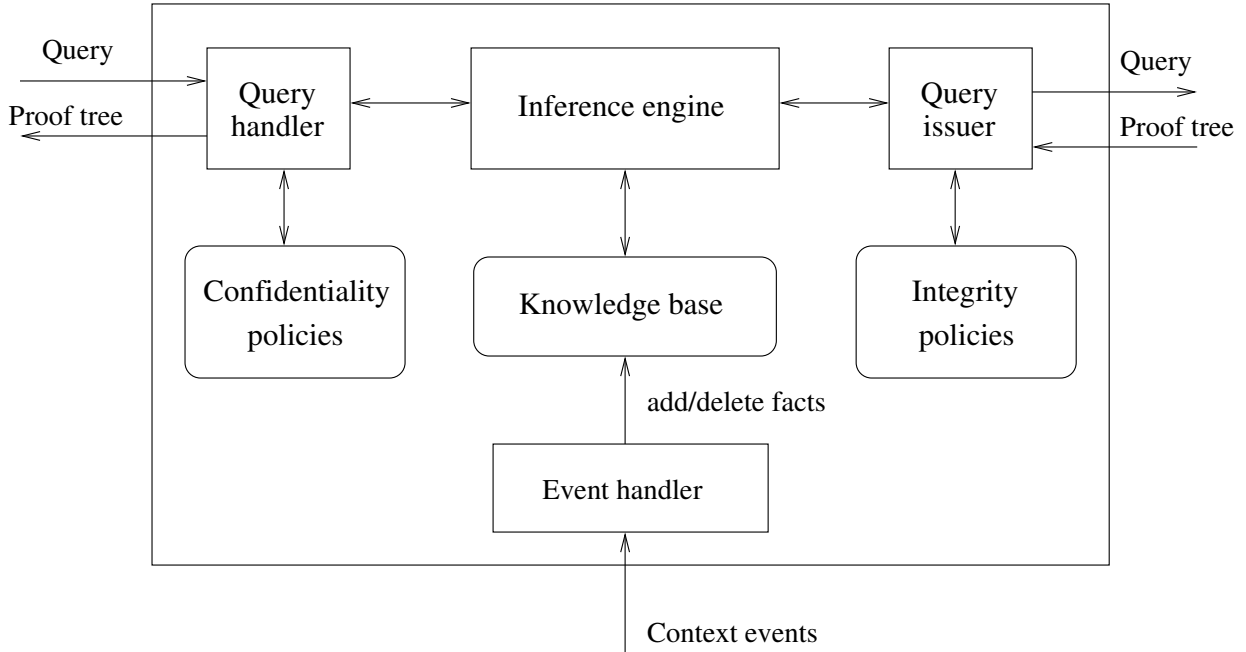 Query
Proof tree
Query
handler
Inference engine
Query
issuer
Query
Proof tree
Confidentiality
policies
Knowledge base
Integrity
policies
add/delete facts
Event handler
Context events